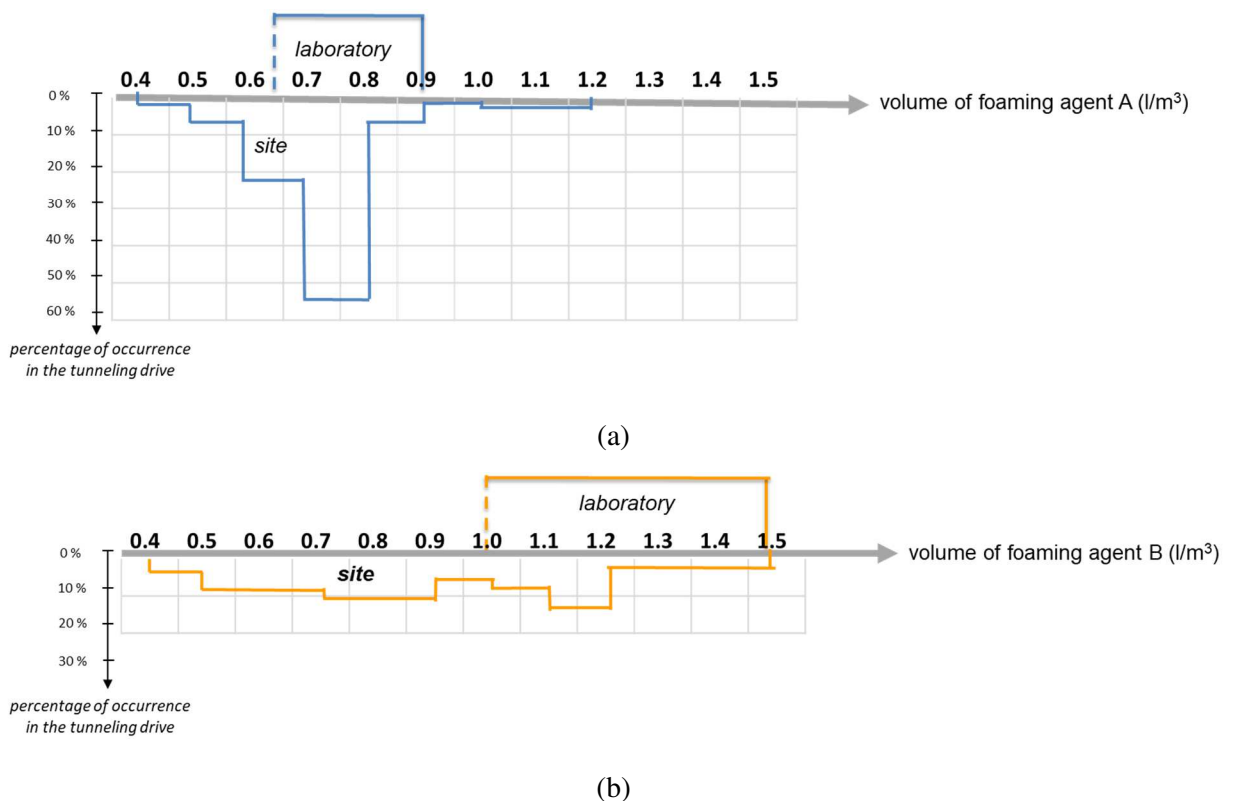 laboratory
0.4 0.5 0.6 0.7 0.8 0.9 1.0 1.1 1.2 1.3 1.4 1.5
0 %
volume of foaming agent A (l/m³)
10 %
site
20 %
30 %
40 %
50 %
60 %
percentage of occurrence
in the tunneling drive
(a)
laboratory
0.4 0.5 0.6 0.7 0.8 0.9 1.0 1.1 1.2 1.3 1.4 1.5
0 %
volume of foaming agent B (l/m³)
site
10 %
20 %
30 %
percentage of occurrence
in the tunneling drive
(b)